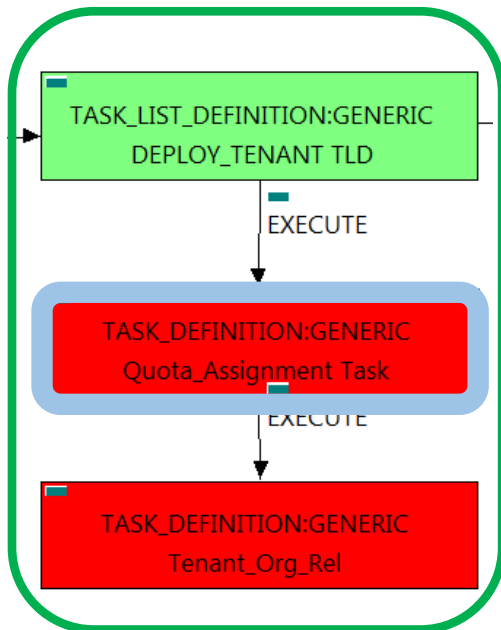 TASK_LIST_DEFINITION:GENERIC
DEPLOY_TENANT TLD
EXECUTE
TASK_DEFINITION:GENERIC
Quota_Assignment Task
EXECUTE
TASK_DEFINITION:GENERIC
Tenant_Org_Rel